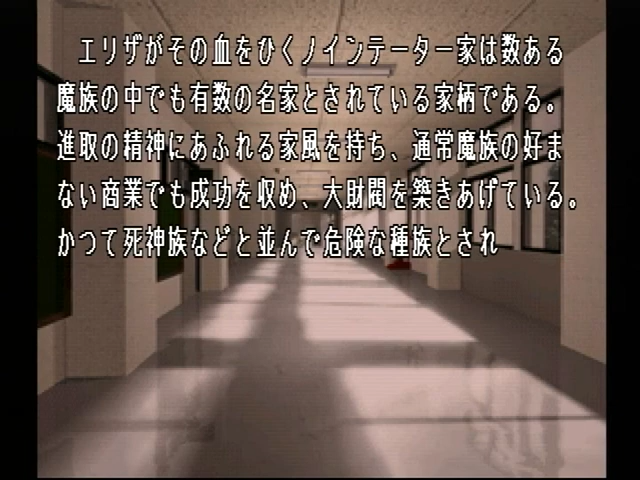 エリザがその血をひくノインテーター家は数ある
魔族の中でも有数の名家とされている家柄である。
進取の精神にあふれる家風を持ち、通常魔族の好ま
ない商業でも成功を収め、大財閥を築きあげている。
かつて死神族などと並んで危険な種族とされ